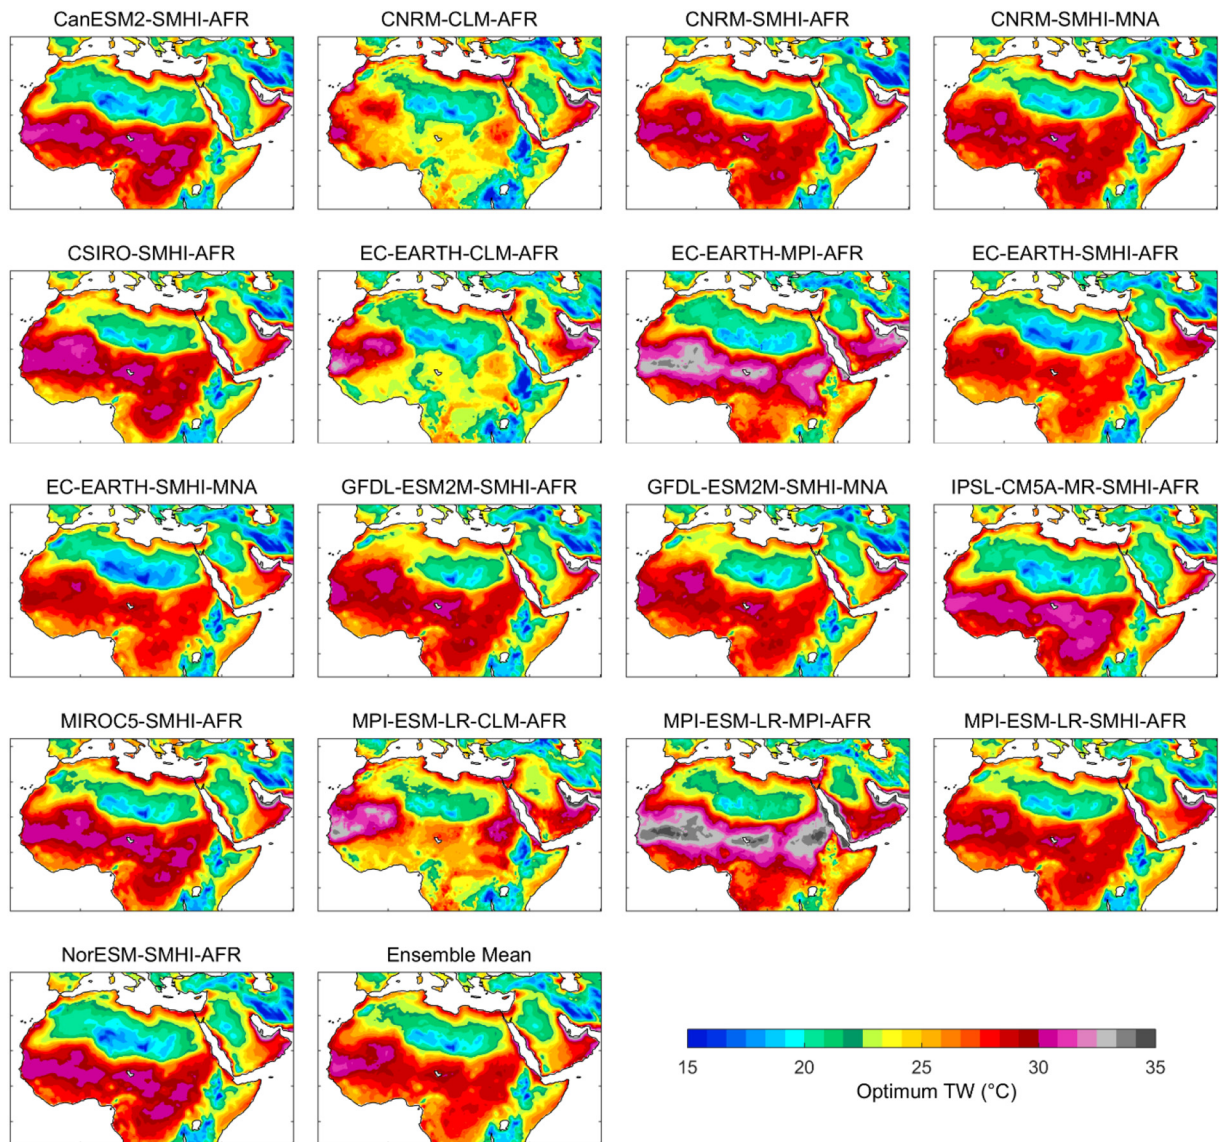 CanESM2-SMHI-AFR CNRM-CLM-AFR CNRM-SMHI-AFR CNRM-SMHI-MNA
CSIRO-SMHI-AFR EC-EARTH-CLM-AFR EC-EARTH-MPI-AFR EC-EARTH-SMHI-AFR
EC-EARTH-SMHI-MNA GFDL-ESM2M-SMHI-AFR GFDL-ESM2M-SMHI-MNA IPSL-CM5A-MR-SMHI-AFR
MIROC5-SMHI-AFR MPI-ESM-LR-CLM-AFR MPI-ESM-LR-MPI-AFR MPI-ESM-LR-SMHI-AFR
NorESM-SMHI-AFR Ensemble Mean
15 20 25 30 35
Optimum TW (°C)